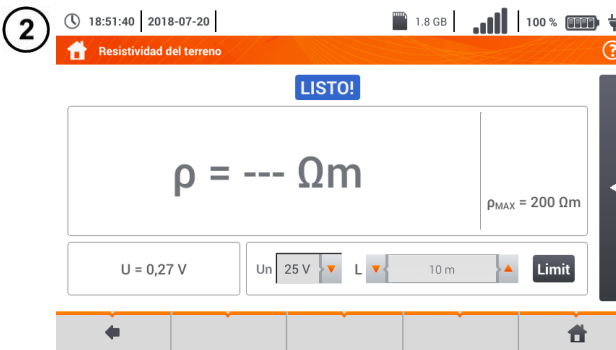 2
18:51:40 2018-07-20 1.8 GB 100 %
Resistividad del terreno ?
LISTO!
ρ = --- Ωm
ρMAX = 200 Ωm
U = 0,27 V Un 25 V L 10 m Limit